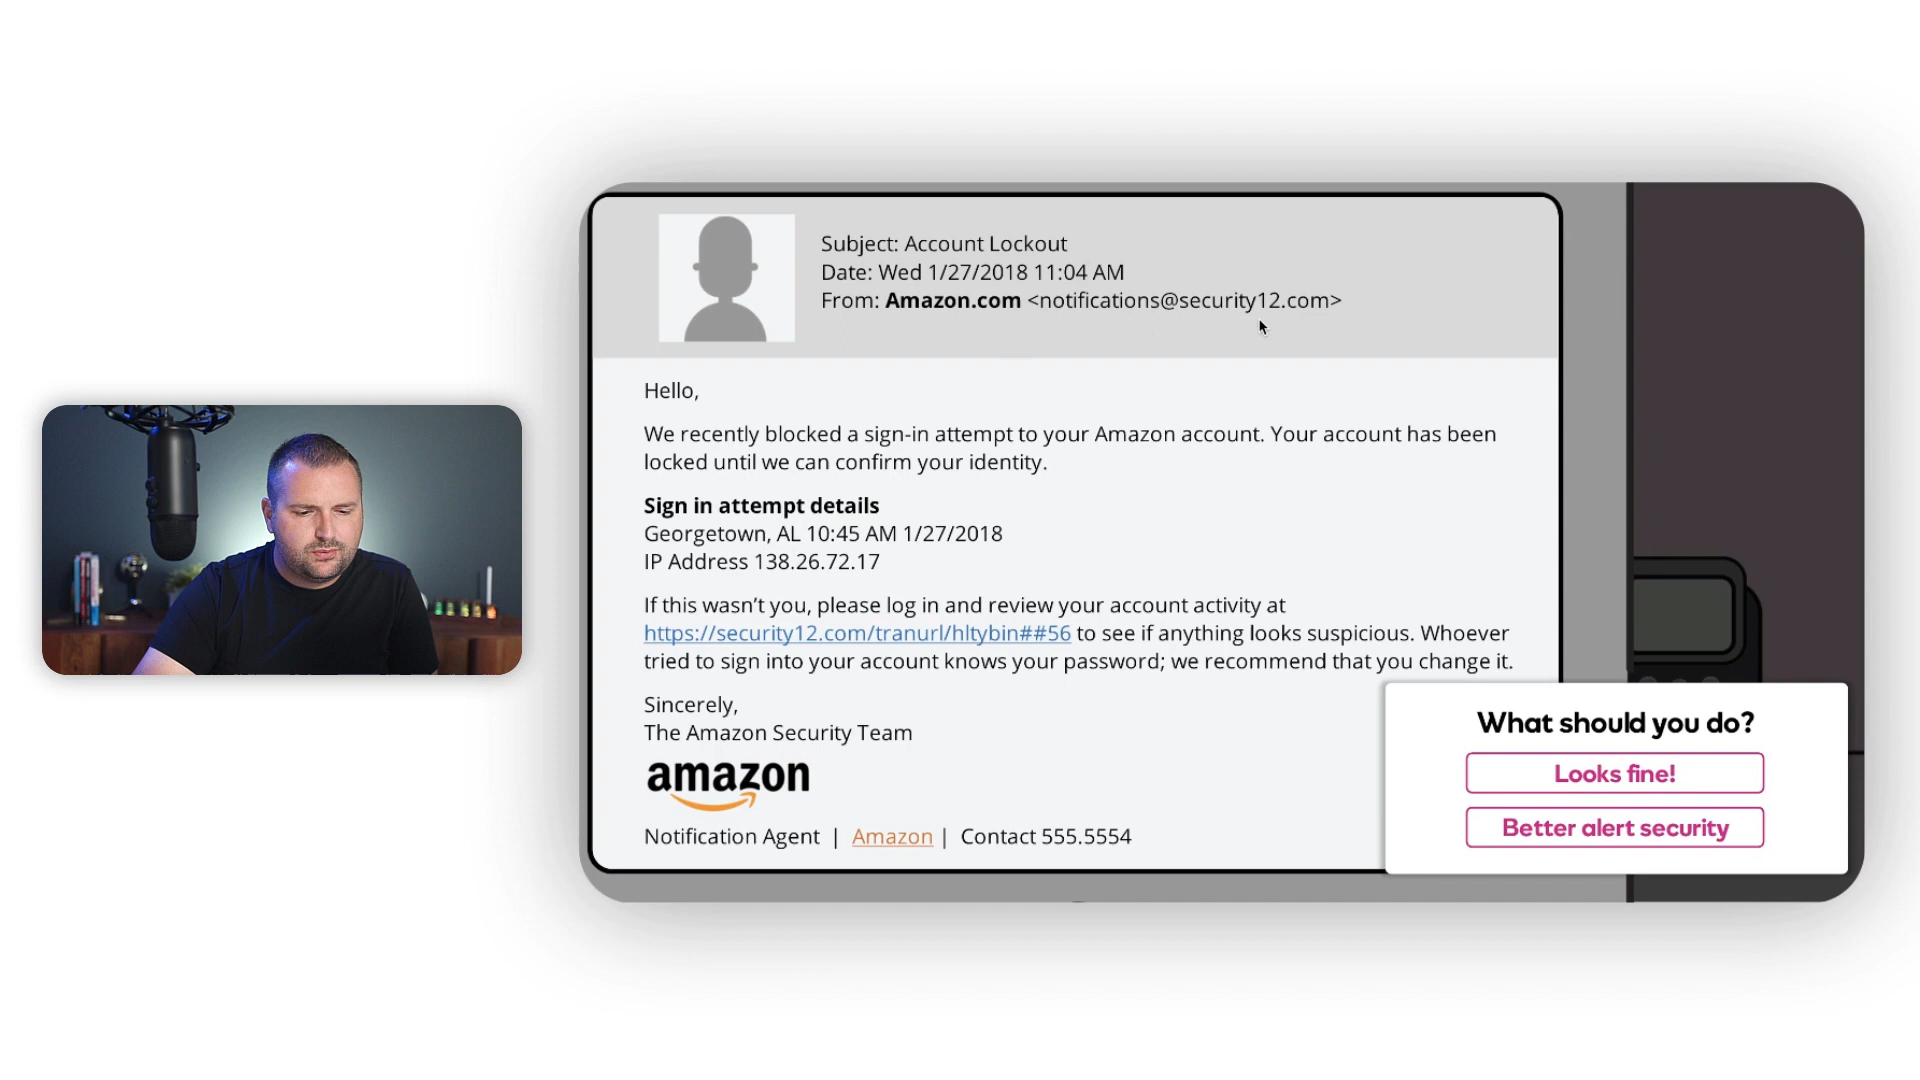 Subject: Account Lockout
Date: Wed 1/27/2018 11:04 AM
From: Amazon.com <notifications@security12.com>
Hello,
We recently blocked a sign-in attempt to your Amazon account. Your account has been
locked until we can confirm your identity.
Sign in attempt details
Georgetown, AL 10:45 AM 1/27/2018
IP Address 138.26.72.17
If this wasn't you, please log in and review your account activity at
https://security12.com/tranurl/hltybin##56 to see if anything looks suspicious. Whoever
tried to sign into your account knows your password; we recommend that you change it.
Sincerely,
The Amazon Security Team
amazon
Notification Agent | Amazon | Contact 555.5554
What should you do?
Looks fine!
Better alert security